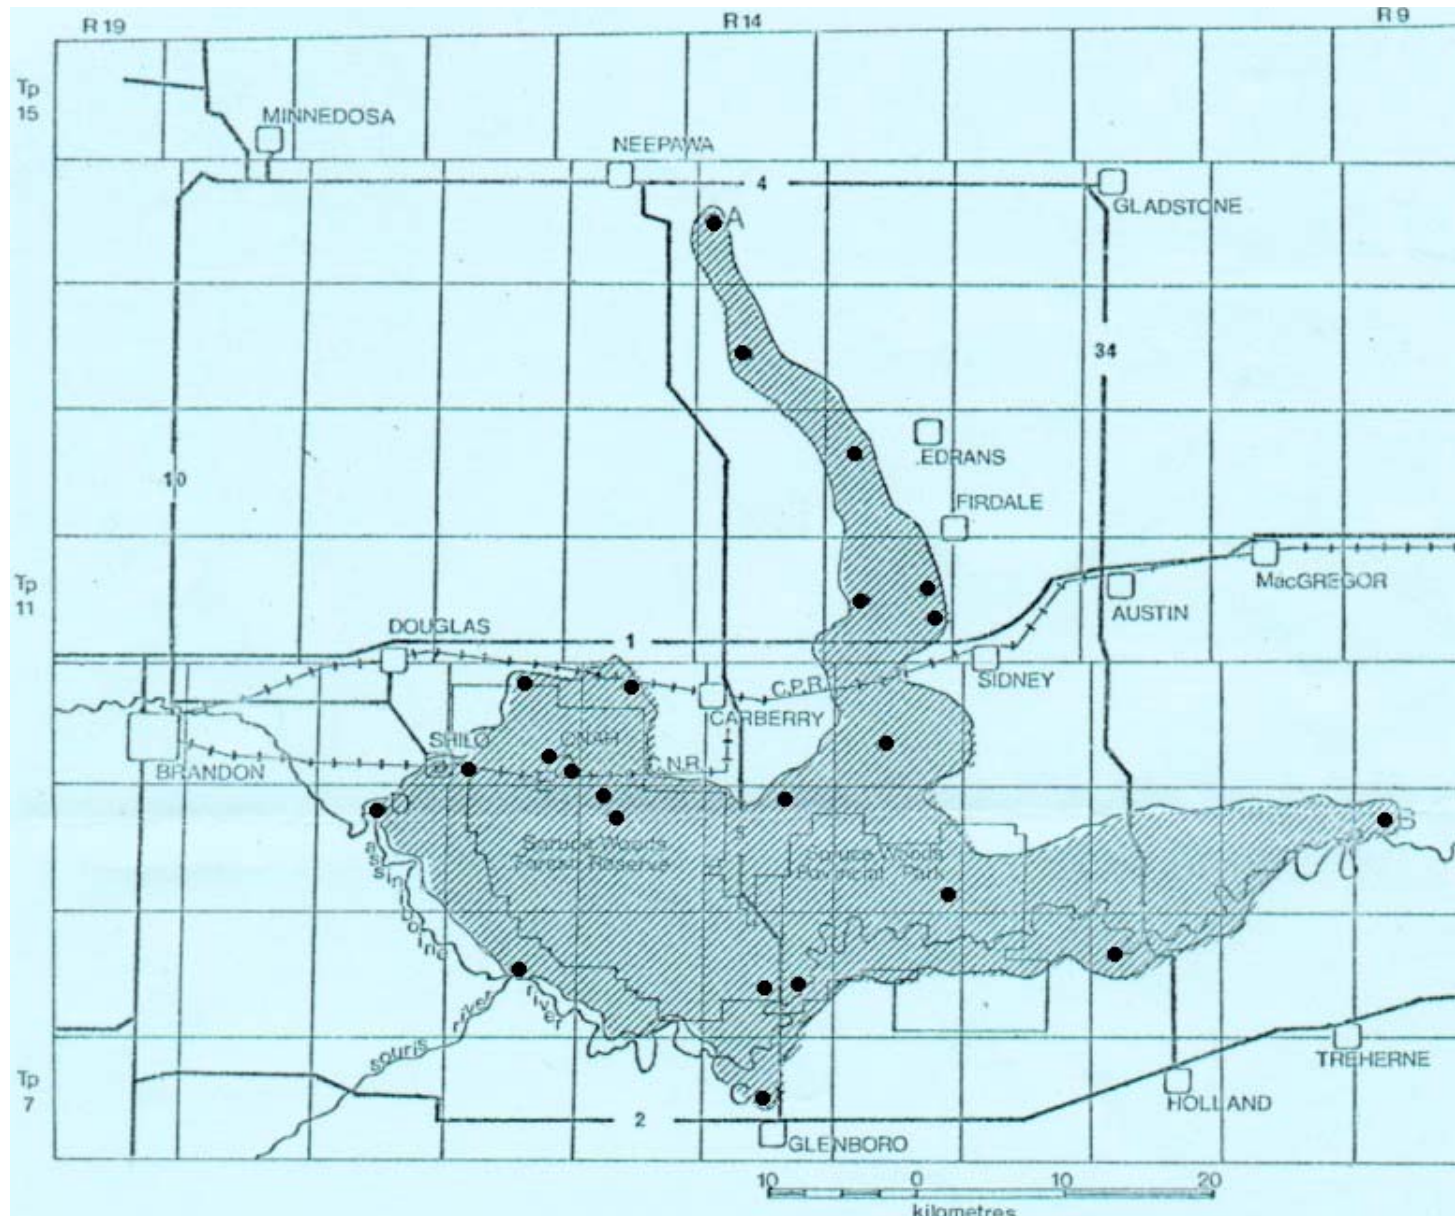 R 19
R 14
R 9
Tp
15
MINNEDOSA
NEEPAWA
4
GLADSTONE
A
34
.EDRANS
10
FIRDALE
Tp
11
MacGREGOR
AUSTIN
DOUGLAS
1
SIDNEY
C.P.R.
CARBERRY
SHILO
ONAH
C.N.R.
BRANDON
D
5
B
Spruce Woods
Forest Reserve
Spruce Woods
Provincial Park
assiniboine
river
river
souris
TREHERNE
Tp
7
C
HOLLAND
2
GLENBORO
10 0 10 20
kilometres